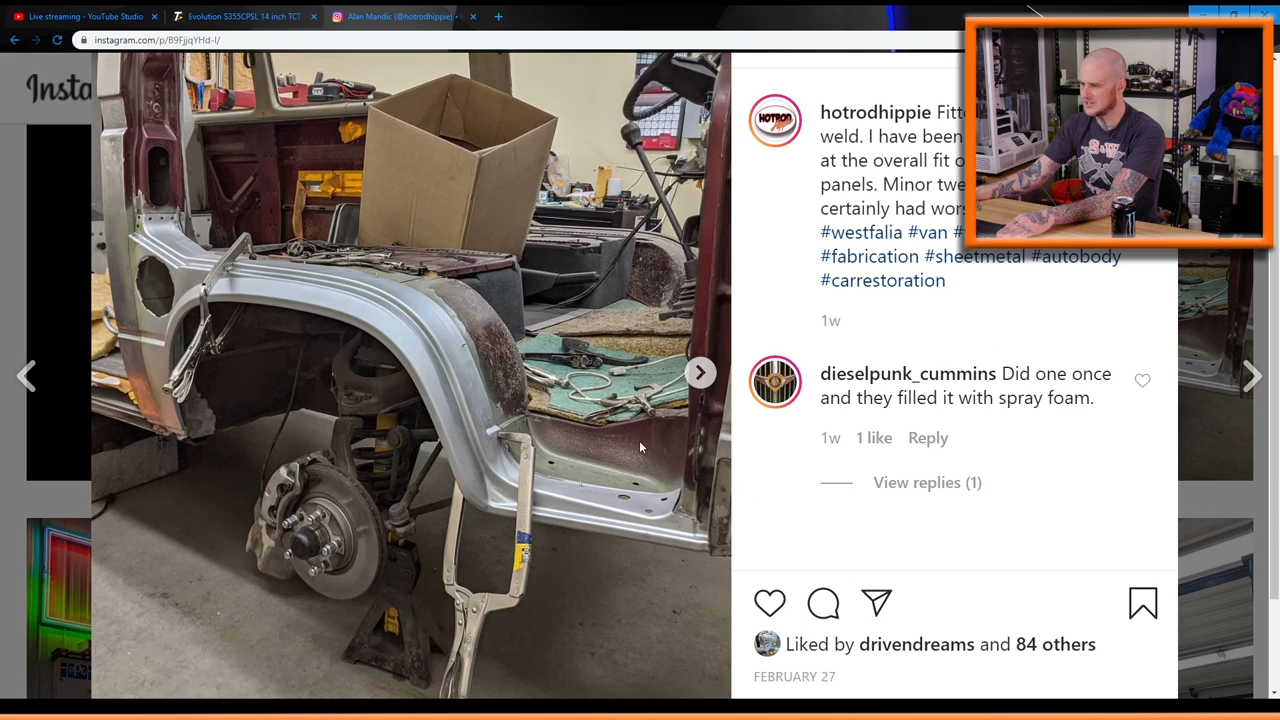 Live streaming - YouTube Studio
Evolution S355CPSL 14 inch TCT
Alan Mandic (@hotrodhippie) •
instagram.com/p/B9FjjqYHd-I/
Insta
HOTROD
hotrodhippie Fitt
weld. I have been
at the overall fit o
panels. Minor twe
certainly had wors
#westfalia #van #
#fabrication #sheetmetal #autobody
#carrestoration
1w
dieselpunk_cummins Did one once
and they filled it with spray foam.
1w 1 like Reply
View replies (1)
Liked by drivendreams and 84 others
FEBRUARY 27